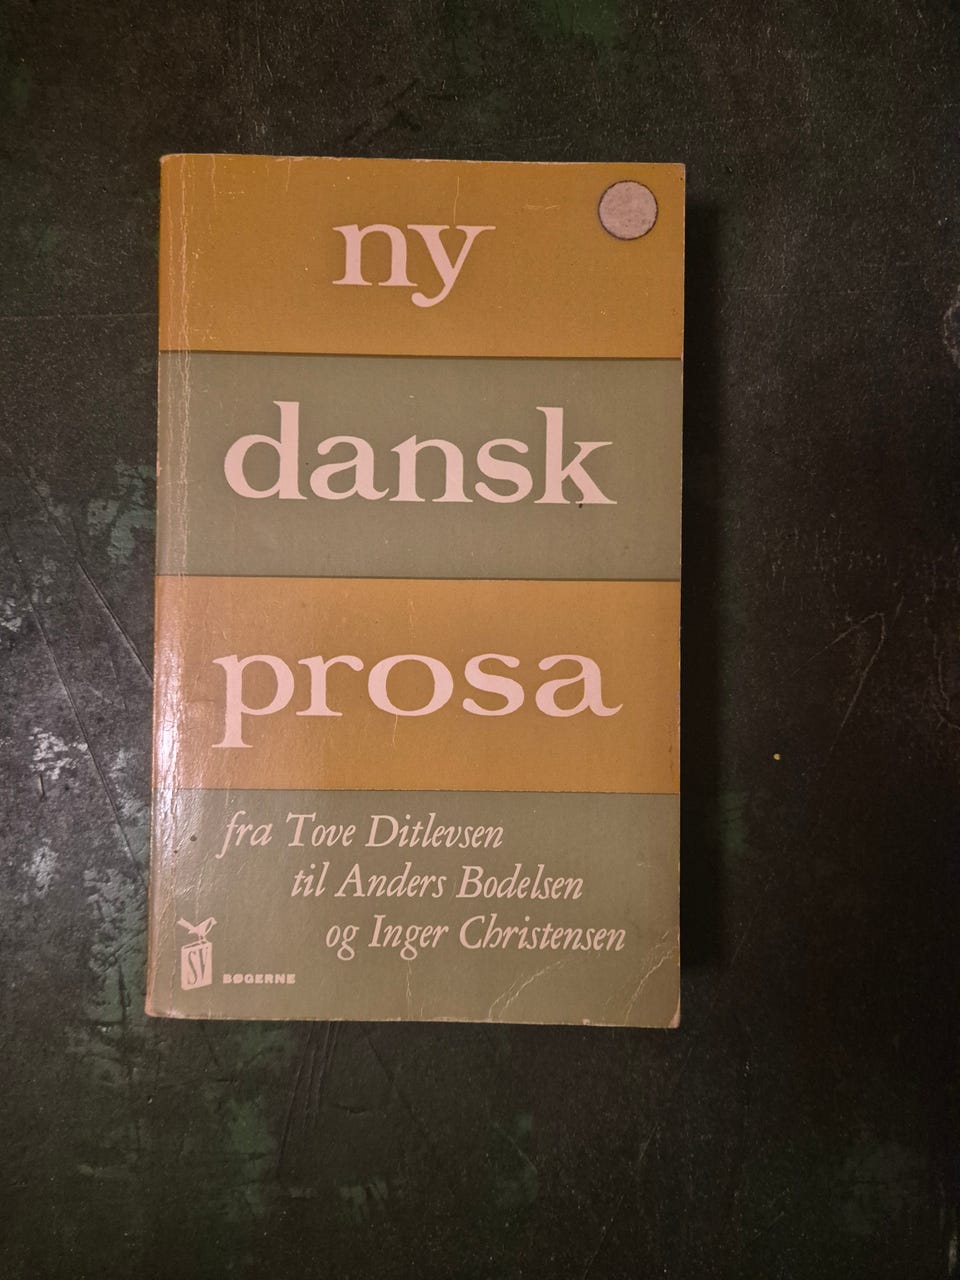 ny
dansk
prosa
fra Tove Ditlevsen
til Anders Bodelsen
og Inger Christensen
SV
BØGERNE